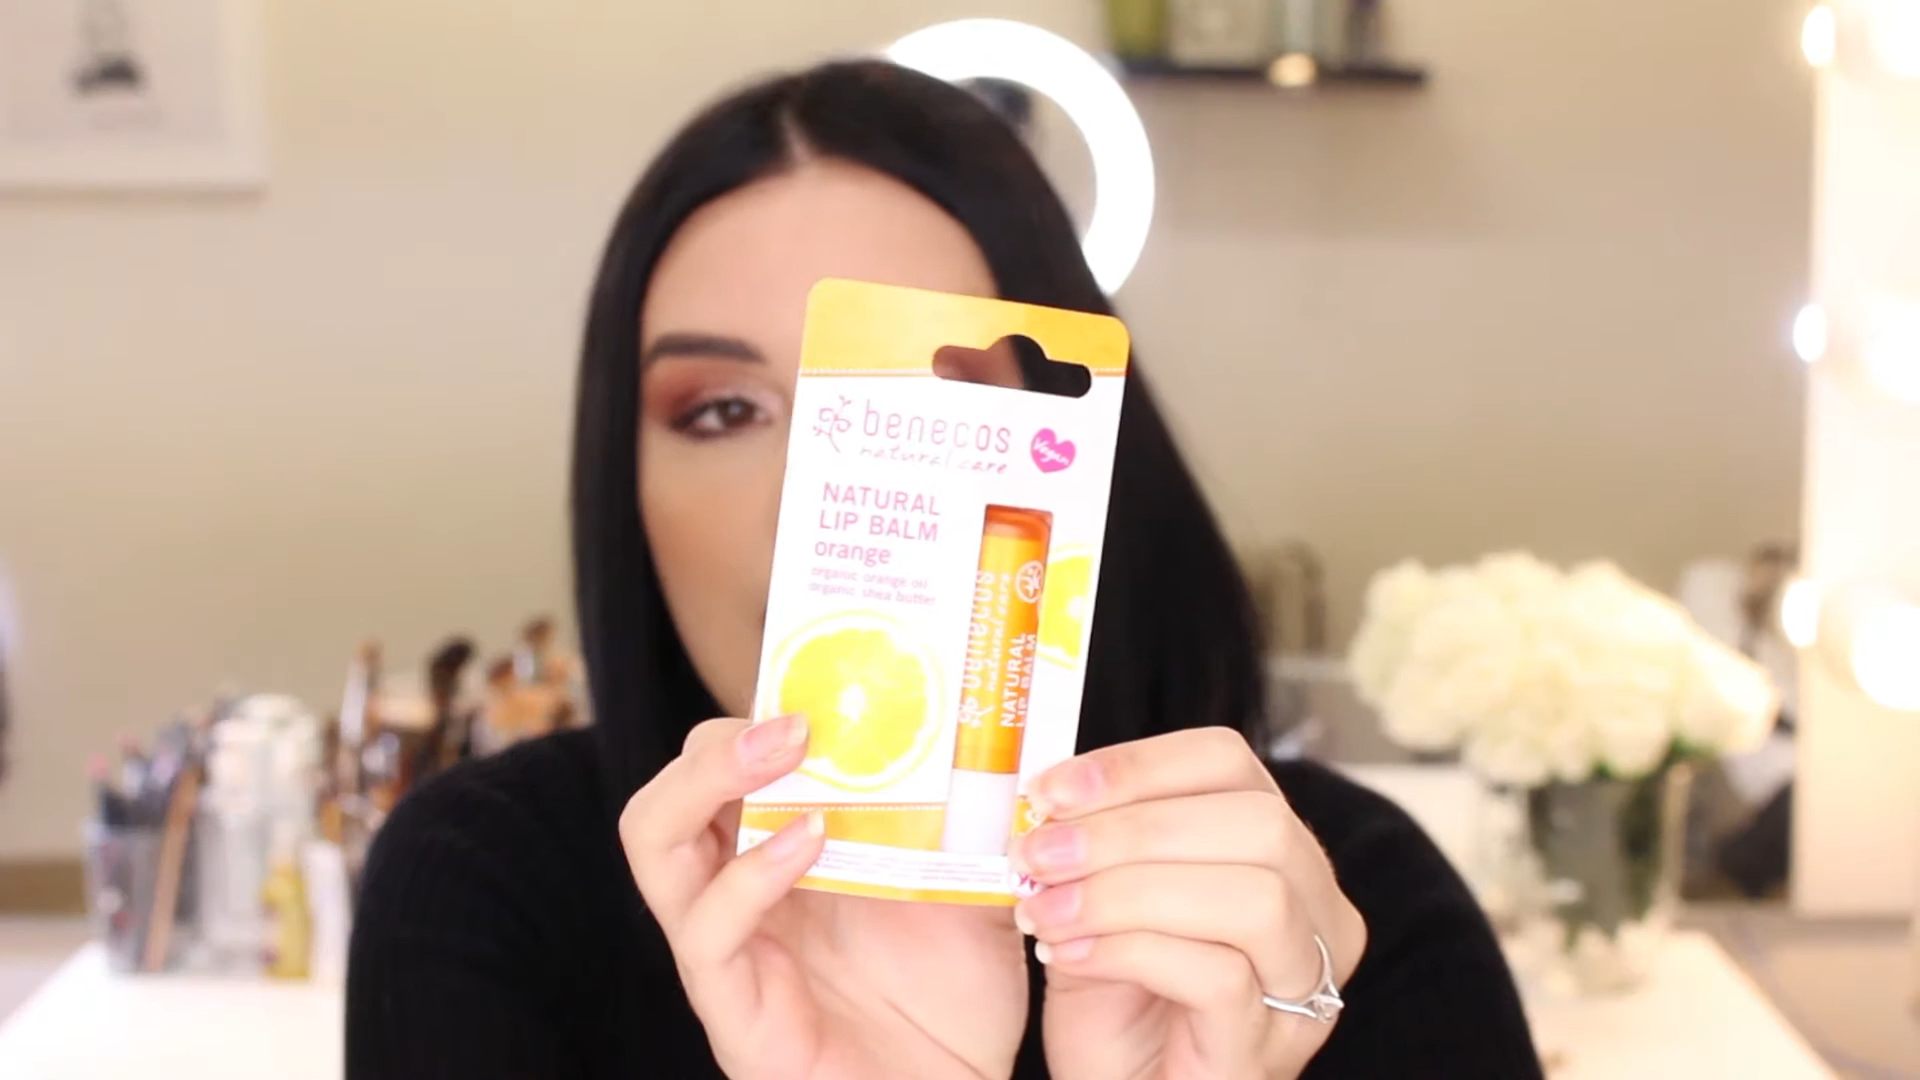 benecos
natural care
Vegan
NATURAL
LIP BALM
orange
organic orange oil
organic shea butter
benecos
natural care
NATURAL
LIP BALM